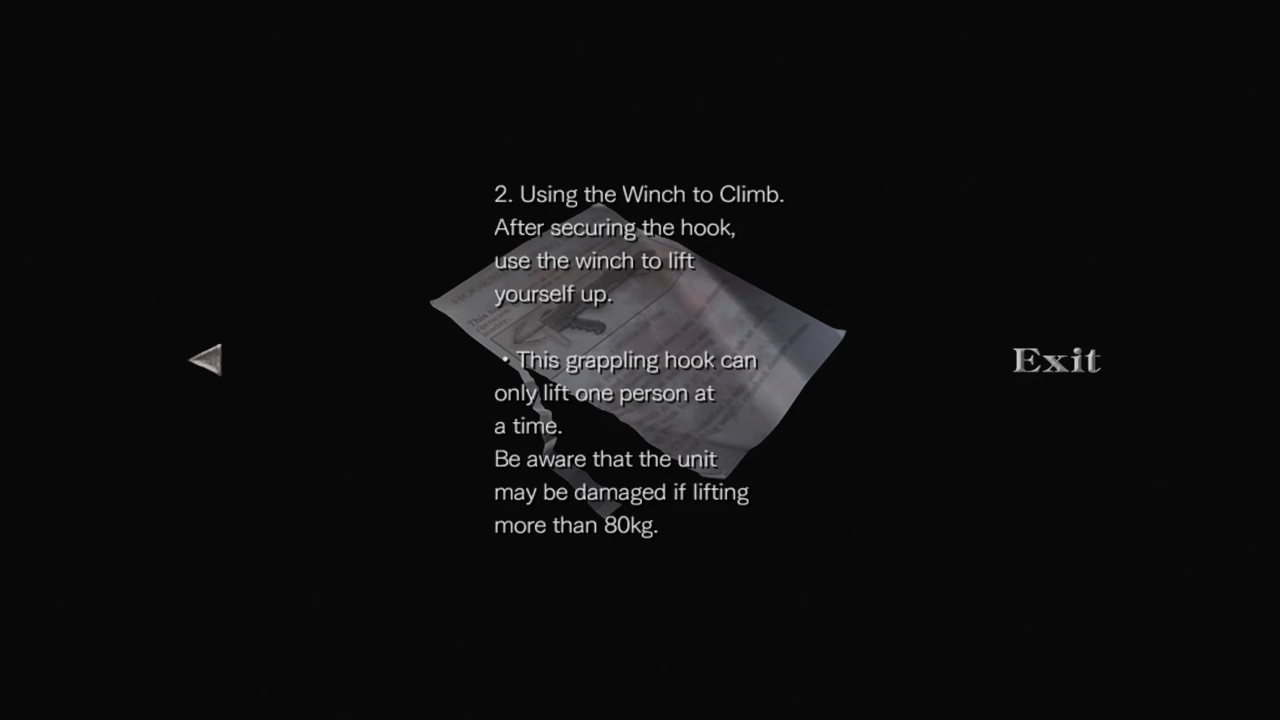 2. Using the Winch to Climb.
After securing the hook,
use the winch to lift
yourself up.
・This grappling hook can
only lift one person at
a time.
Be aware that the unit
may be damaged if lifting
more than 80kg.
Exit